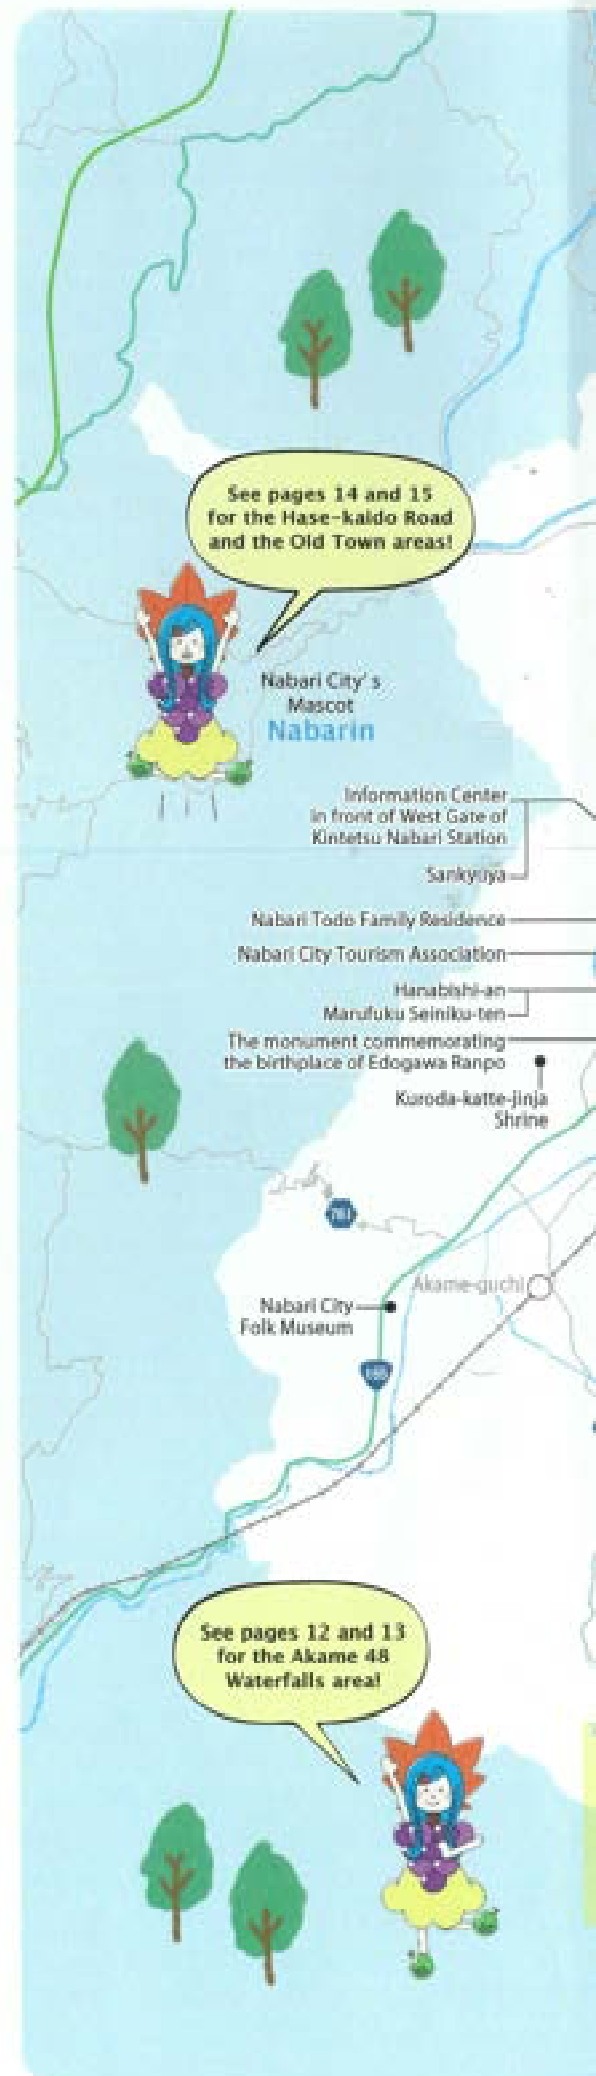 See pages 14 and 15
for the Hase-kaido Road
and the Old Town areas!
Nabari City's
Mascot
Nabarin
Information Center
in front of West Gate of
Kintetsu Nabari Station
Sankyuya
Nabari Todo Family Residence
Nabari City Tourism Association
Hanabishi-an
Marufuku Seiniku-ten
The monument commemorating
the birthplace of Edogawa Ranpo
Kuroda-katte-jinja
Shrine
781
Akame-guchi
Nabari City
Folk Museum
See pages 12 and 13
for the Akame 48
Waterfalls area!